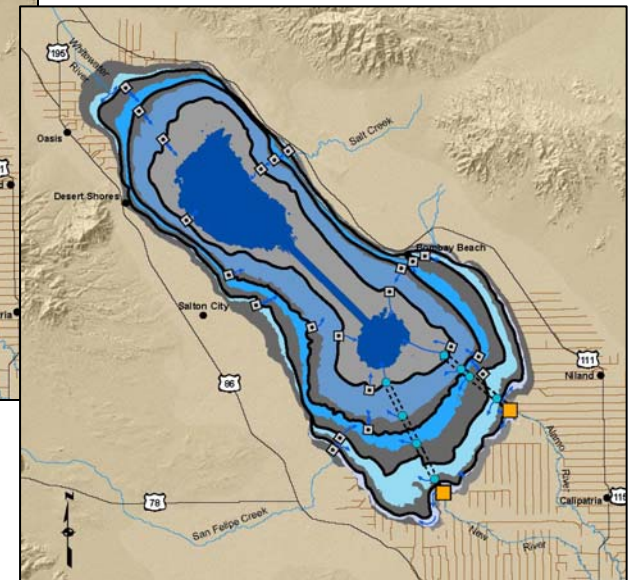 195
Whitewater
River
Oasis
Salt Creek
Desert Shores
Bombay Beach
Salton City
86
111
Niland
Alamo
River
78
N
San Felipe Creek
New
River
Calipatria
115